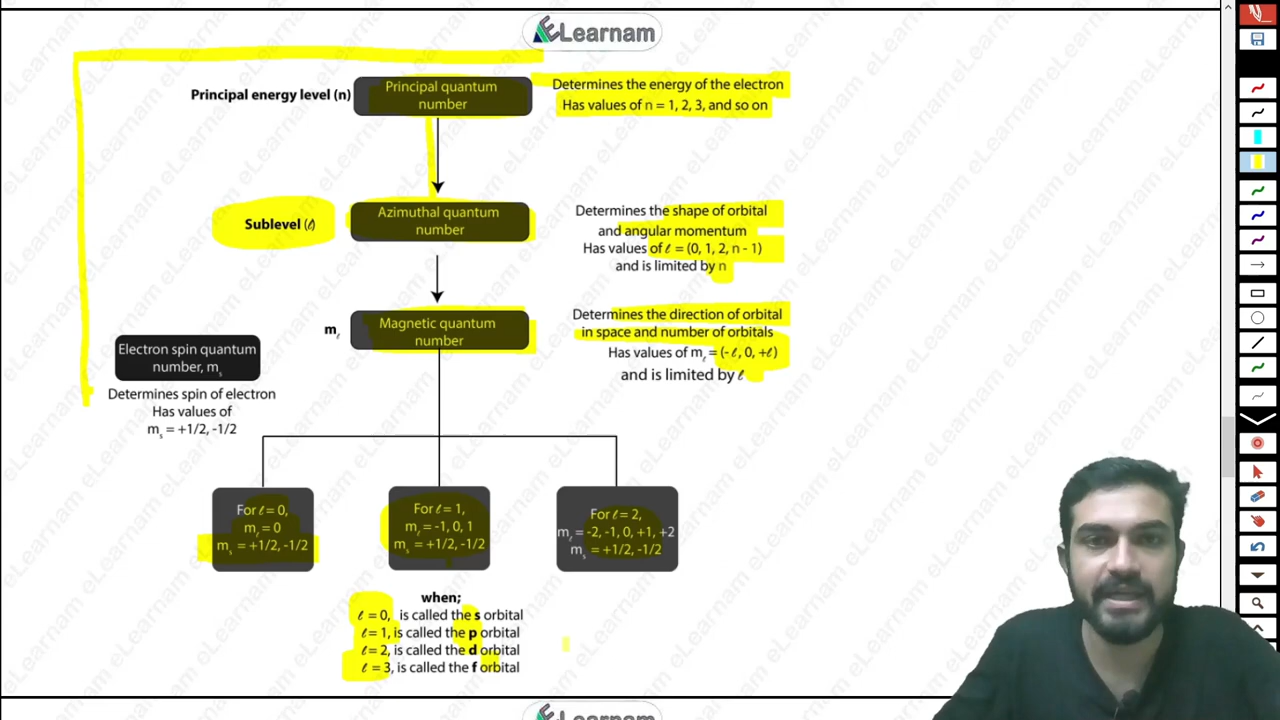 eLearnam
Principal energy level (n)
Principal quantum
number
Determines the energy of the electron
Has values of n = 1, 2, 3, and so on
Sublevel (ℓ)
Azimuthal quantum
number
Determines the shape of orbital
and angular momentum
Has values of ℓ = (0, 1, 2, n - 1)
and is limited by n
mℓ
Magnetic quantum
number
Determines the direction of orbital
in space and number of orbitals
Has values of mℓ = (-ℓ, 0, +ℓ)
and is limited by ℓ
Electron spin quantum
number, ms
Determines spin of electron
Has values of
ms = +1/2, -1/2
For ℓ = 0,
mℓ = 0
ms = +1/2, -1/2
For ℓ = 1,
mℓ = -1, 0, 1
ms = +1/2, -1/2
For ℓ = 2,
mℓ = -2, -1, 0, +1, +2
ms = +1/2, -1/2
when;
ℓ = 0, is called the s orbital
ℓ = 1, is called the p orbital
ℓ = 2, is called the d orbital
ℓ = 3, is called the f orbital
eLearnam